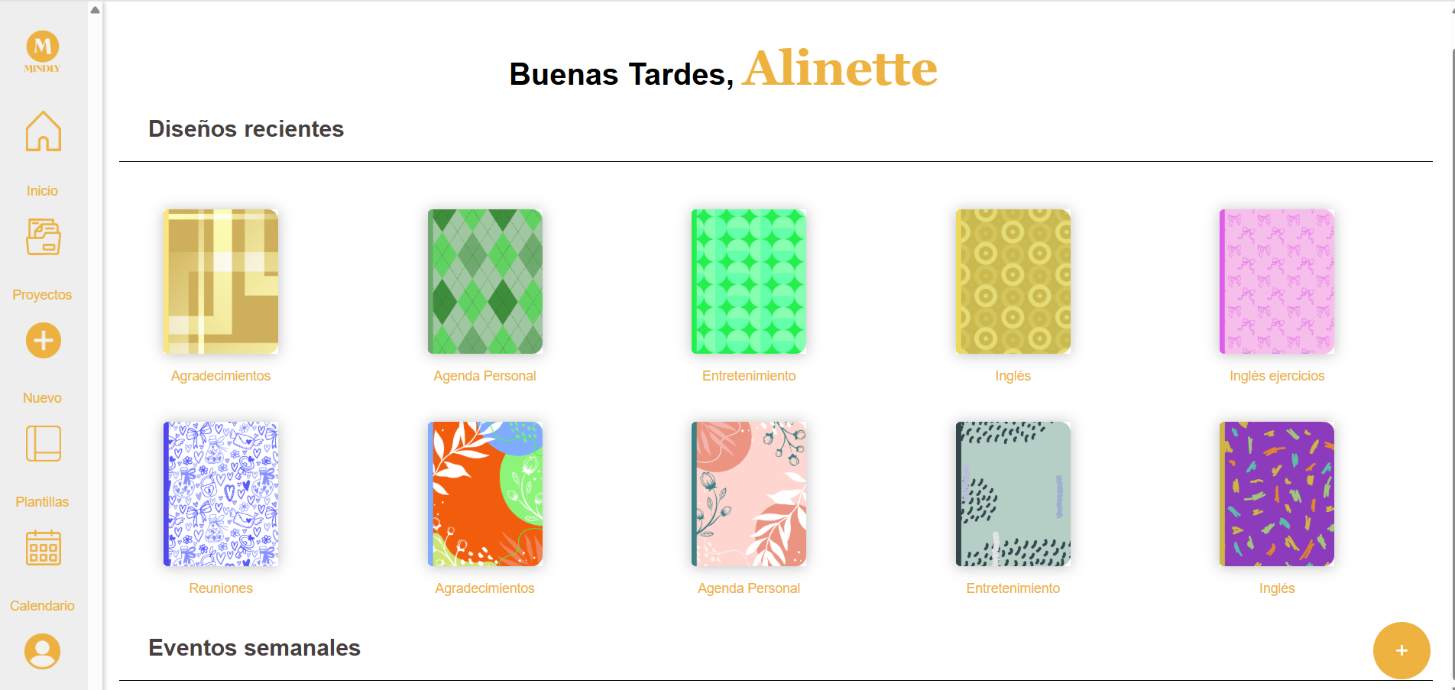 M
MINDLY
Inicio
Proyectos
Nuevo
Plantillas
Calendario
Buenas Tardes, Alinette
Diseños recientes
Agradecimientos
Agenda Personal
Entretenimiento
Inglés
Inglés ejercicios
Reuniones
Agradecimientos
Agenda Personal
Entretenimiento
Inglés
Eventos semanales
+